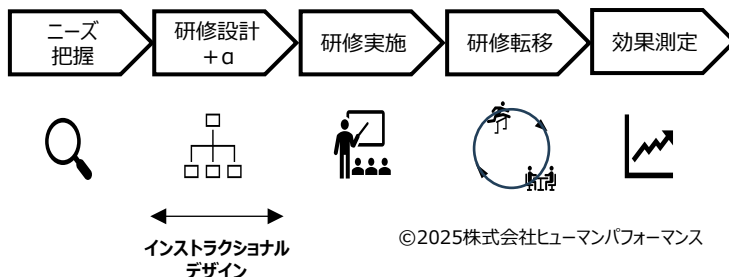 ニーズ
把握
研修設計
+α
研修実施
研修転移
効果測定
インストラクショナル
デザイン
©2025株式会社ヒューマンパフォーマンス